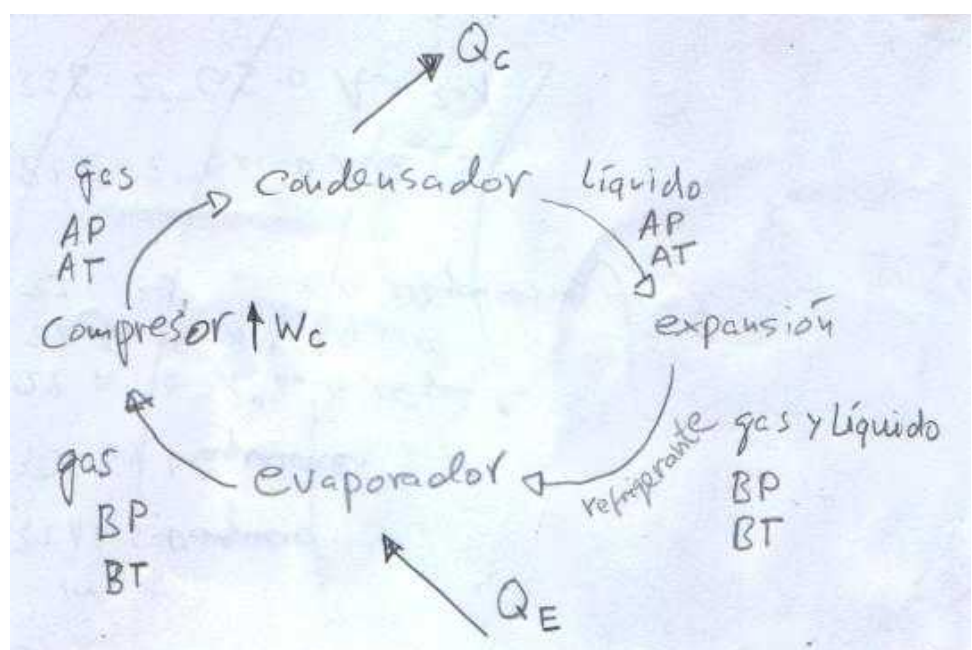 Qc
gas
AP
AT
condensador
líquido
AP
AT
compresor Wc
expansión
gas
BP
BT
evaporador
refrigerante
gas y líquido
BP
BT
QE